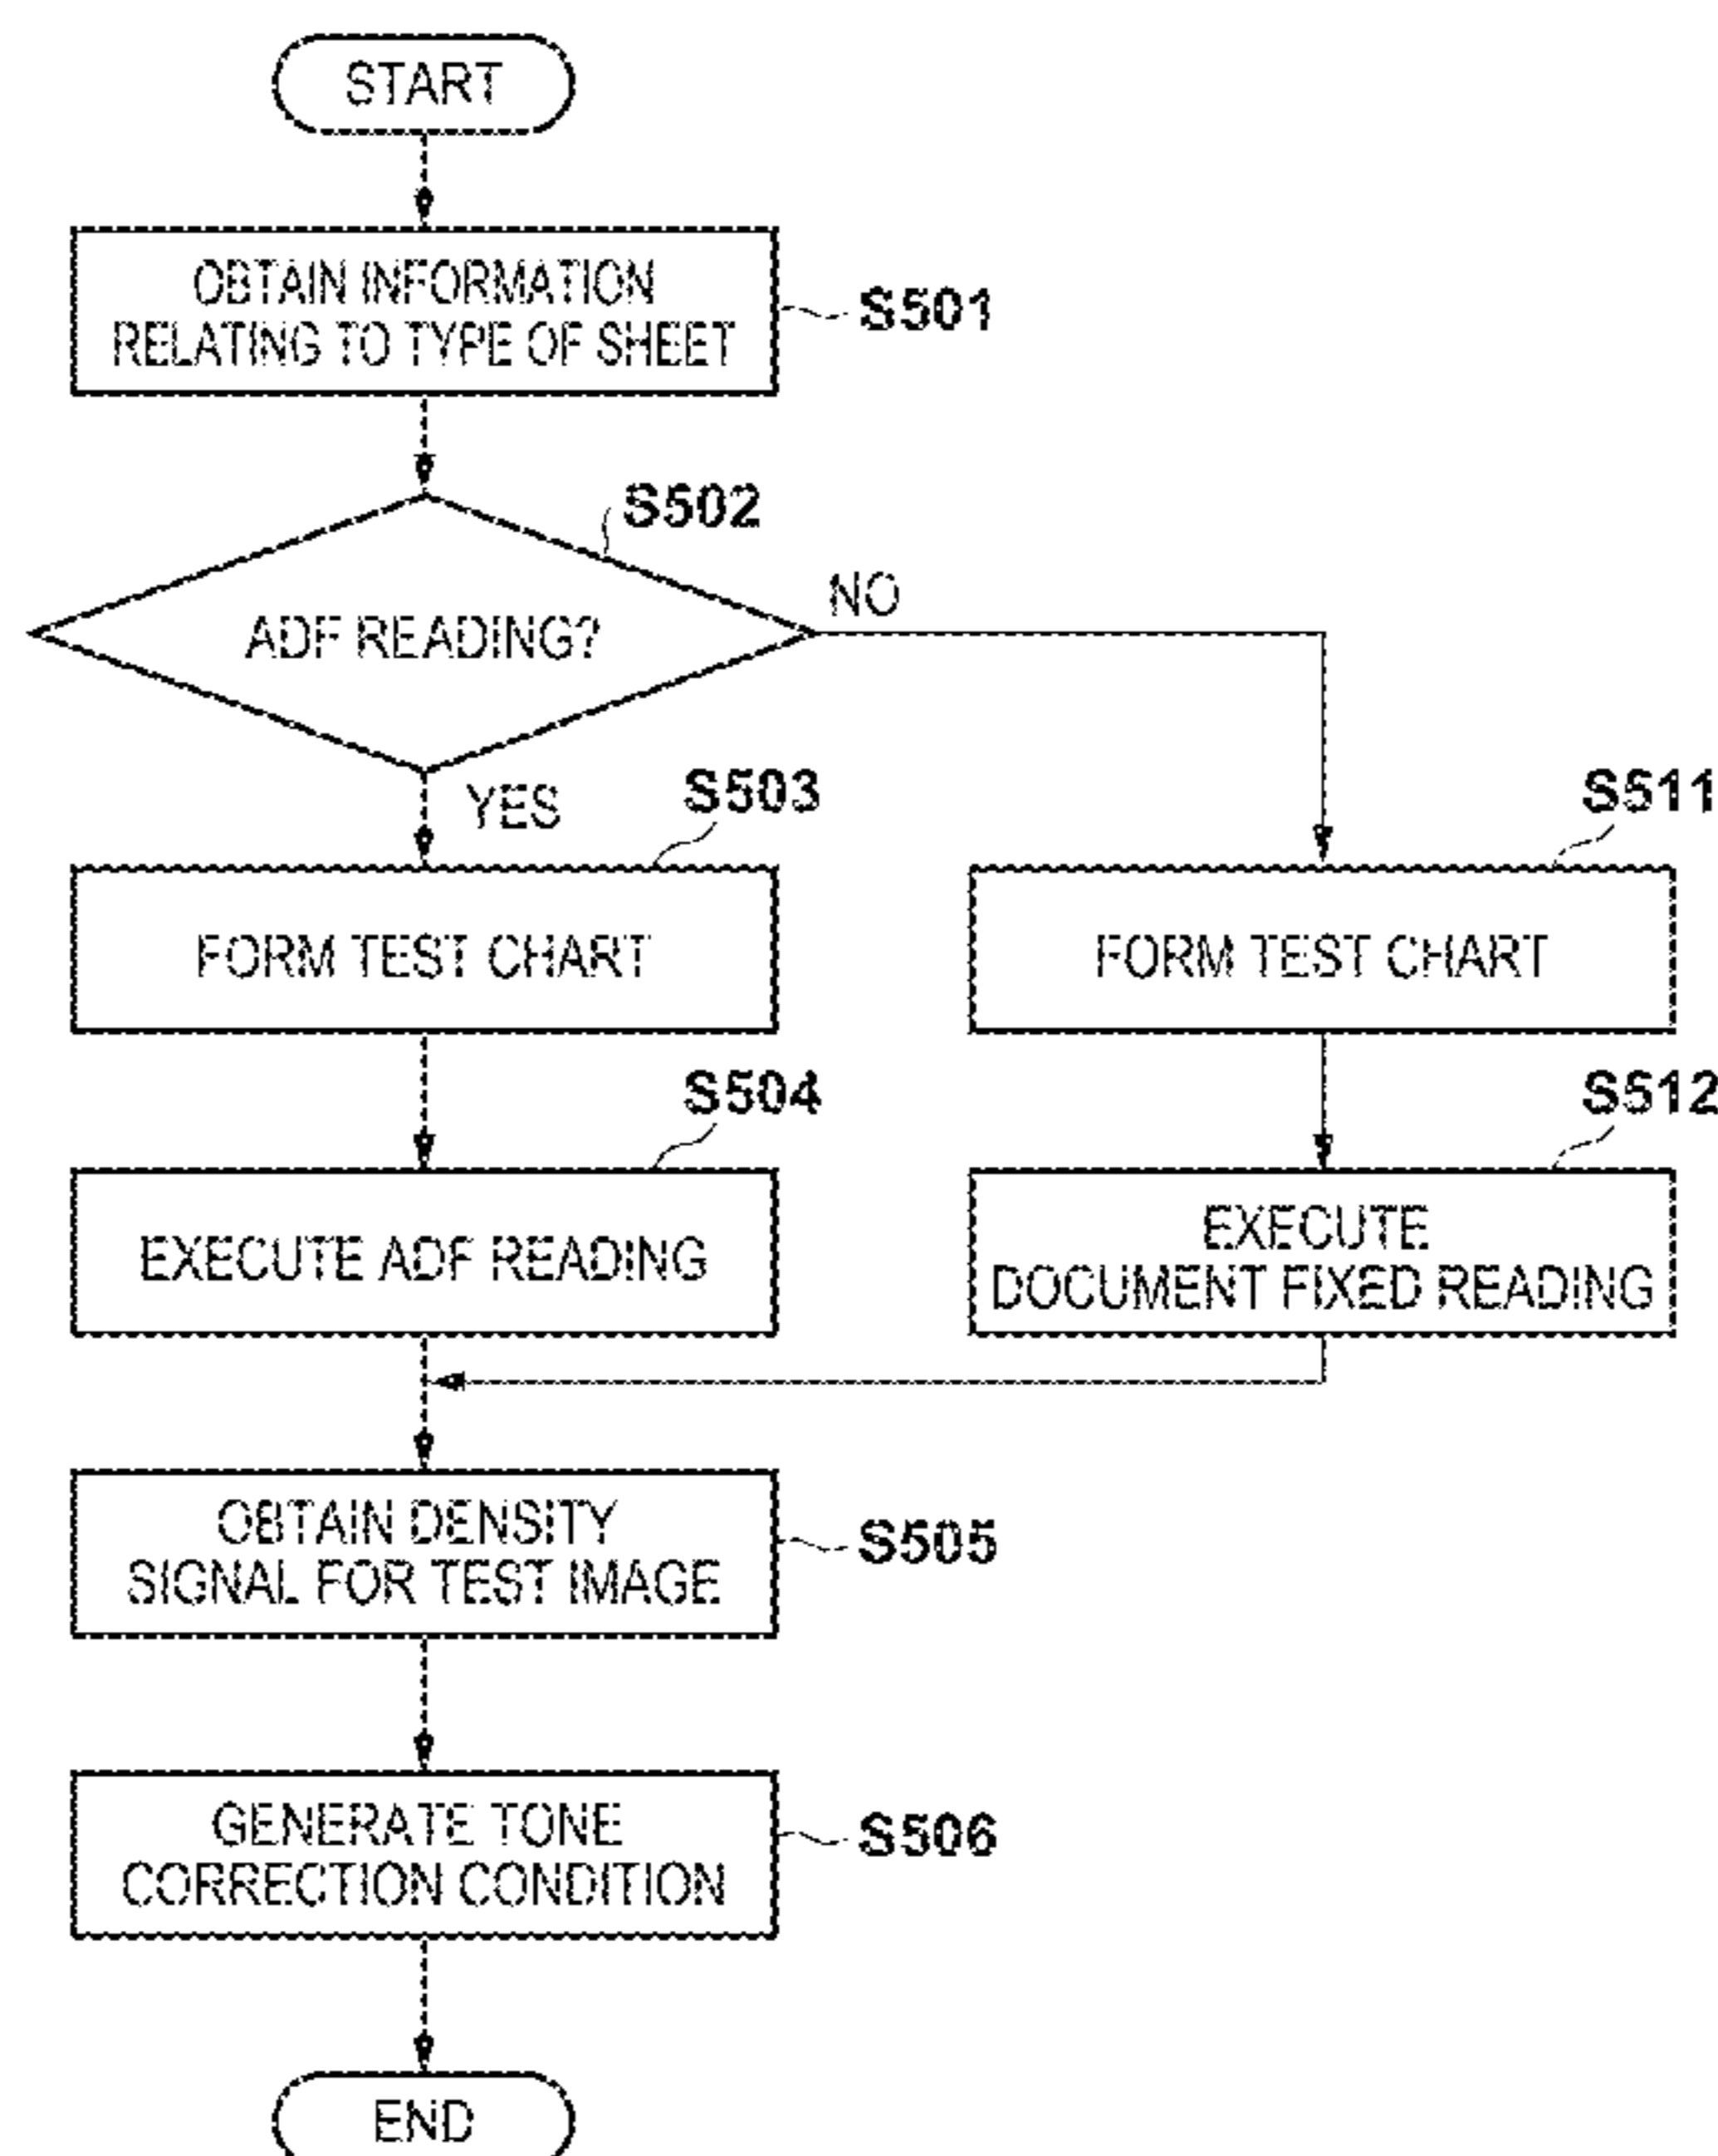 START
OBTAIN INFORMATION
RELATING TO TYPE OF SHEET
S501
S502
ADF READING?
NO
YES
S503
FORM TEST CHART
S511
FORM TEST CHART
S504
EXECUTE ADF READING
S512
EXECUTE
DOCUMENT FIXED READING
OBTAIN DENSITY
SIGNAL FOR TEST IMAGE
S505
GENERATE TONE
CORRECTION CONDITION
S506
END